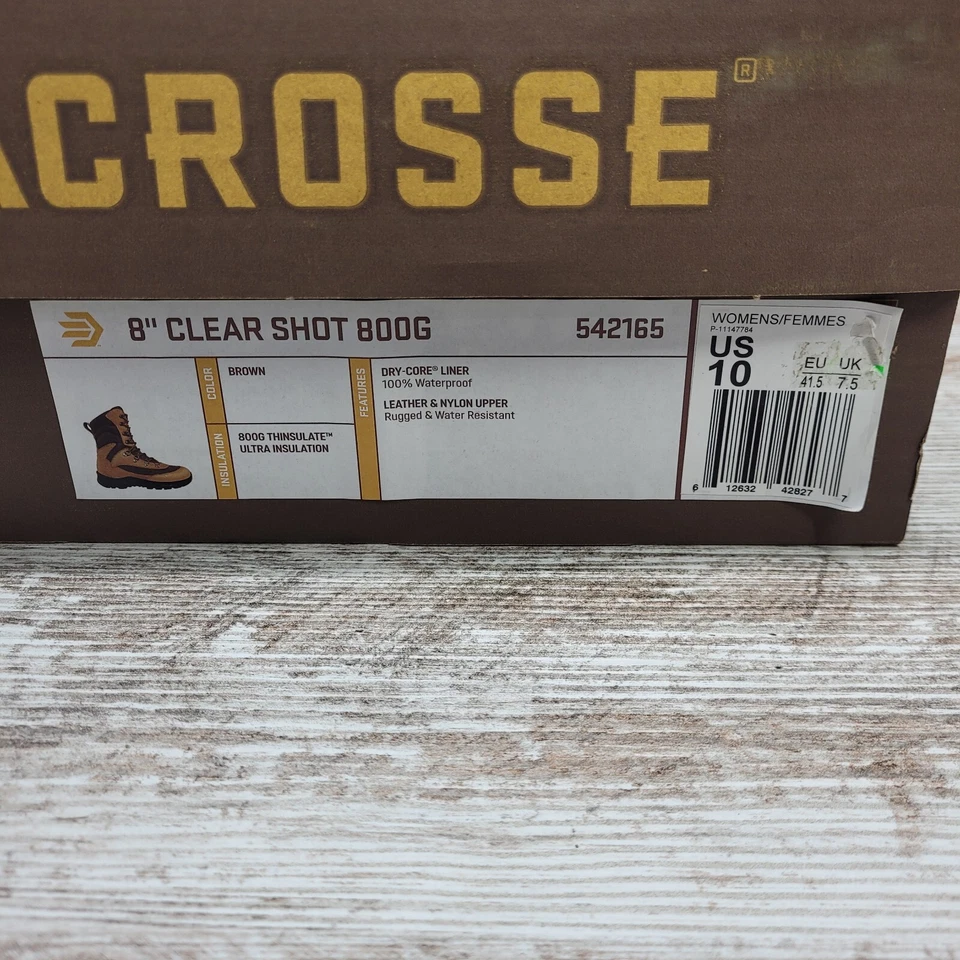 ACROSSE®
8" CLEAR SHOT 800G 542165
COLOR
BROWN
INSULATION
800G THINSULATE™
ULTRA INSULATION
FEATURES
DRY-CORE® LINER
100% Waterproof
LEATHER & NYLON UPPER
Rugged & Water Resistant
WOMENS/FEMMES
P-11147784
US
10
EU UK
41.5 7.5
6 12632 42827 7